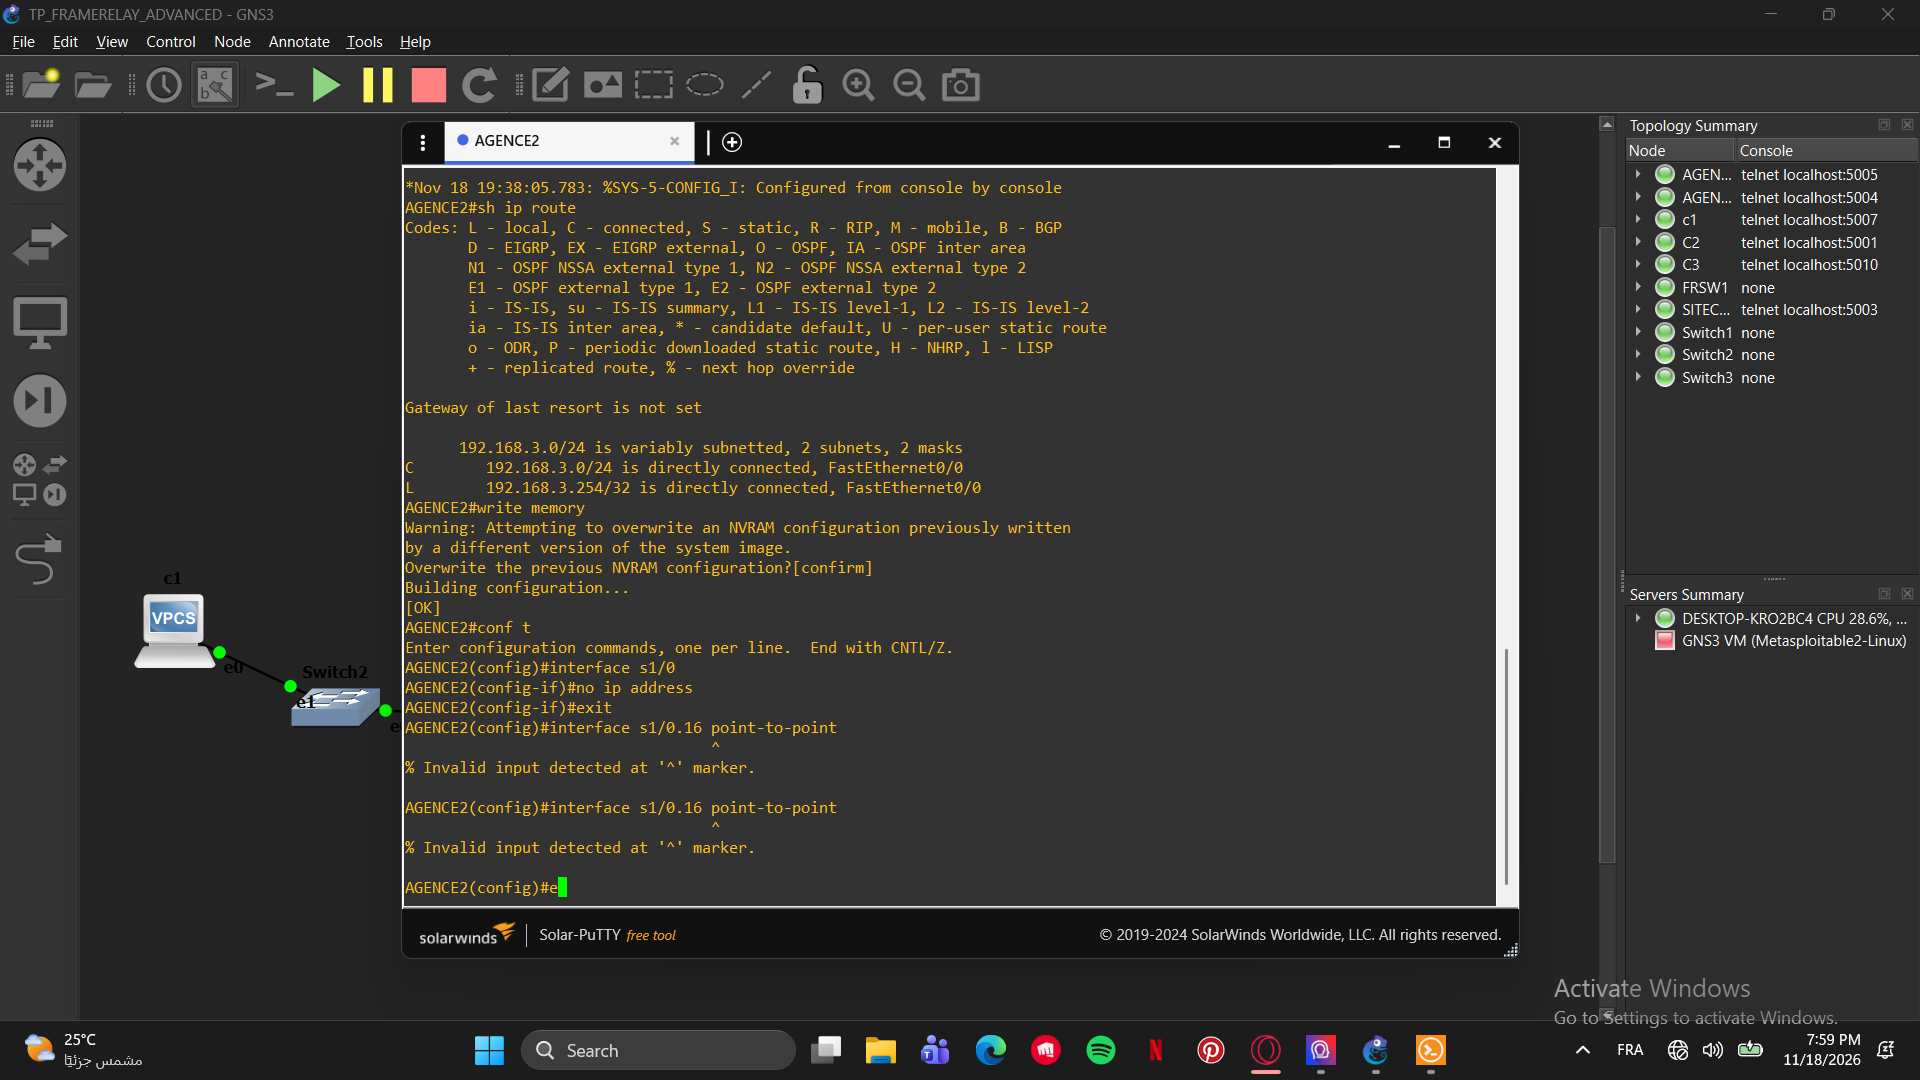 TP_FRAMERELAY_ADVANCED - GNS3
File Edit View Control Node Annotate Tools Help
AGENCE2
*Nov 18 19:38:05.783: %SYS-5-CONFIG_I: Configured from console by console
AGENCE2#sh ip route
Codes: L - local, C - connected, S - static, R - RIP, M - mobile, B - BGP
D - EIGRP, EX - EIGRP external, O - OSPF, IA - OSPF inter area
N1 - OSPF NSSA external type 1, N2 - OSPF NSSA external type 2
E1 - OSPF external type 1, E2 - OSPF external type 2
i - IS-IS, su - IS-IS summary, L1 - IS-IS level-1, L2 - IS-IS level-2
ia - IS-IS inter area, * - candidate default, U - per-user static route
o - ODR, P - periodic downloaded static route, H - NHRP, l - LISP
+ - replicated route, % - next hop override
Gateway of last resort is not set
192.168.3.0/24 is variably subnetted, 2 subnets, 2 masks
C 192.168.3.0/24 is directly connected, FastEthernet0/0
L 192.168.3.254/32 is directly connected, FastEthernet0/0
AGENCE2#write memory
Warning: Attempting to overwrite an NVRAM configuration previously written
by a different version of the system image.
Overwrite the previous NVRAM configuration?[confirm]
Building configuration...
[OK]
AGENCE2#conf t
Enter configuration commands, one per line.  End with CNTL/Z.
AGENCE2(config)#interface s1/0
AGENCE2(config-if)#no ip address
AGENCE2(config-if)#exit
AGENCE2(config)#interface s1/0.16 point-to-point
^
% Invalid input detected at '^' marker.
AGENCE2(config)#interface s1/0.16 point-to-point
^
% Invalid input detected at '^' marker.
AGENCE2(config)#e
solarwinds
Solar-PuTTY free tool
© 2019-2024 SolarWinds Worldwide, LLC. All rights reserved.
c1
VPCS
e0
Switch2
e1
e
Topology Summary
Node Console
AGEN... telnet localhost:5005
AGEN... telnet localhost:5004
c1 telnet localhost:5007
C2 telnet localhost:5001
C3 telnet localhost:5010
FRSW1 none
SITEC... telnet localhost:5003
Switch1 none
Switch2 none
Switch3 none
Servers Summary
DESKTOP-KRO2BC4 CPU 28.6%, ...
GNS3 VM (Metasploitable2-Linux)
Activate Windows
Go to Settings to activate Windows.
25°C
مشمس جزئيًا
Search
FRA
7:59 PM
11/18/2026